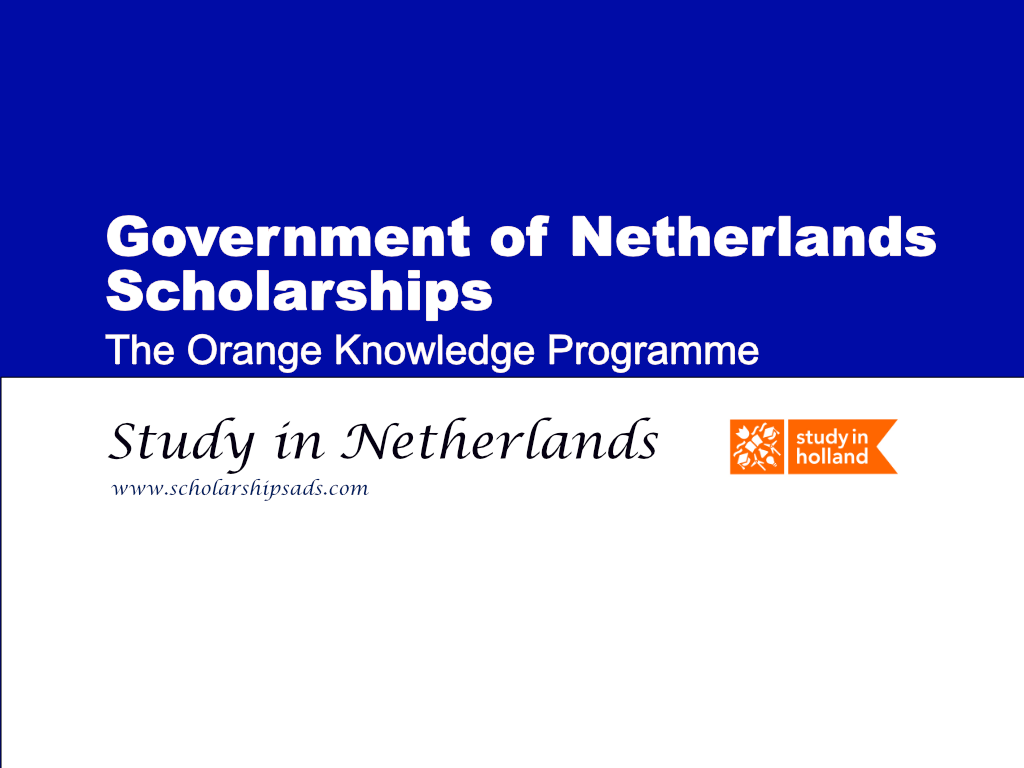 Government of Netherlands
Scholarships
The Orange Knowledge Programme
Study in Netherlands
www.scholarshipsads.com
study in
holland